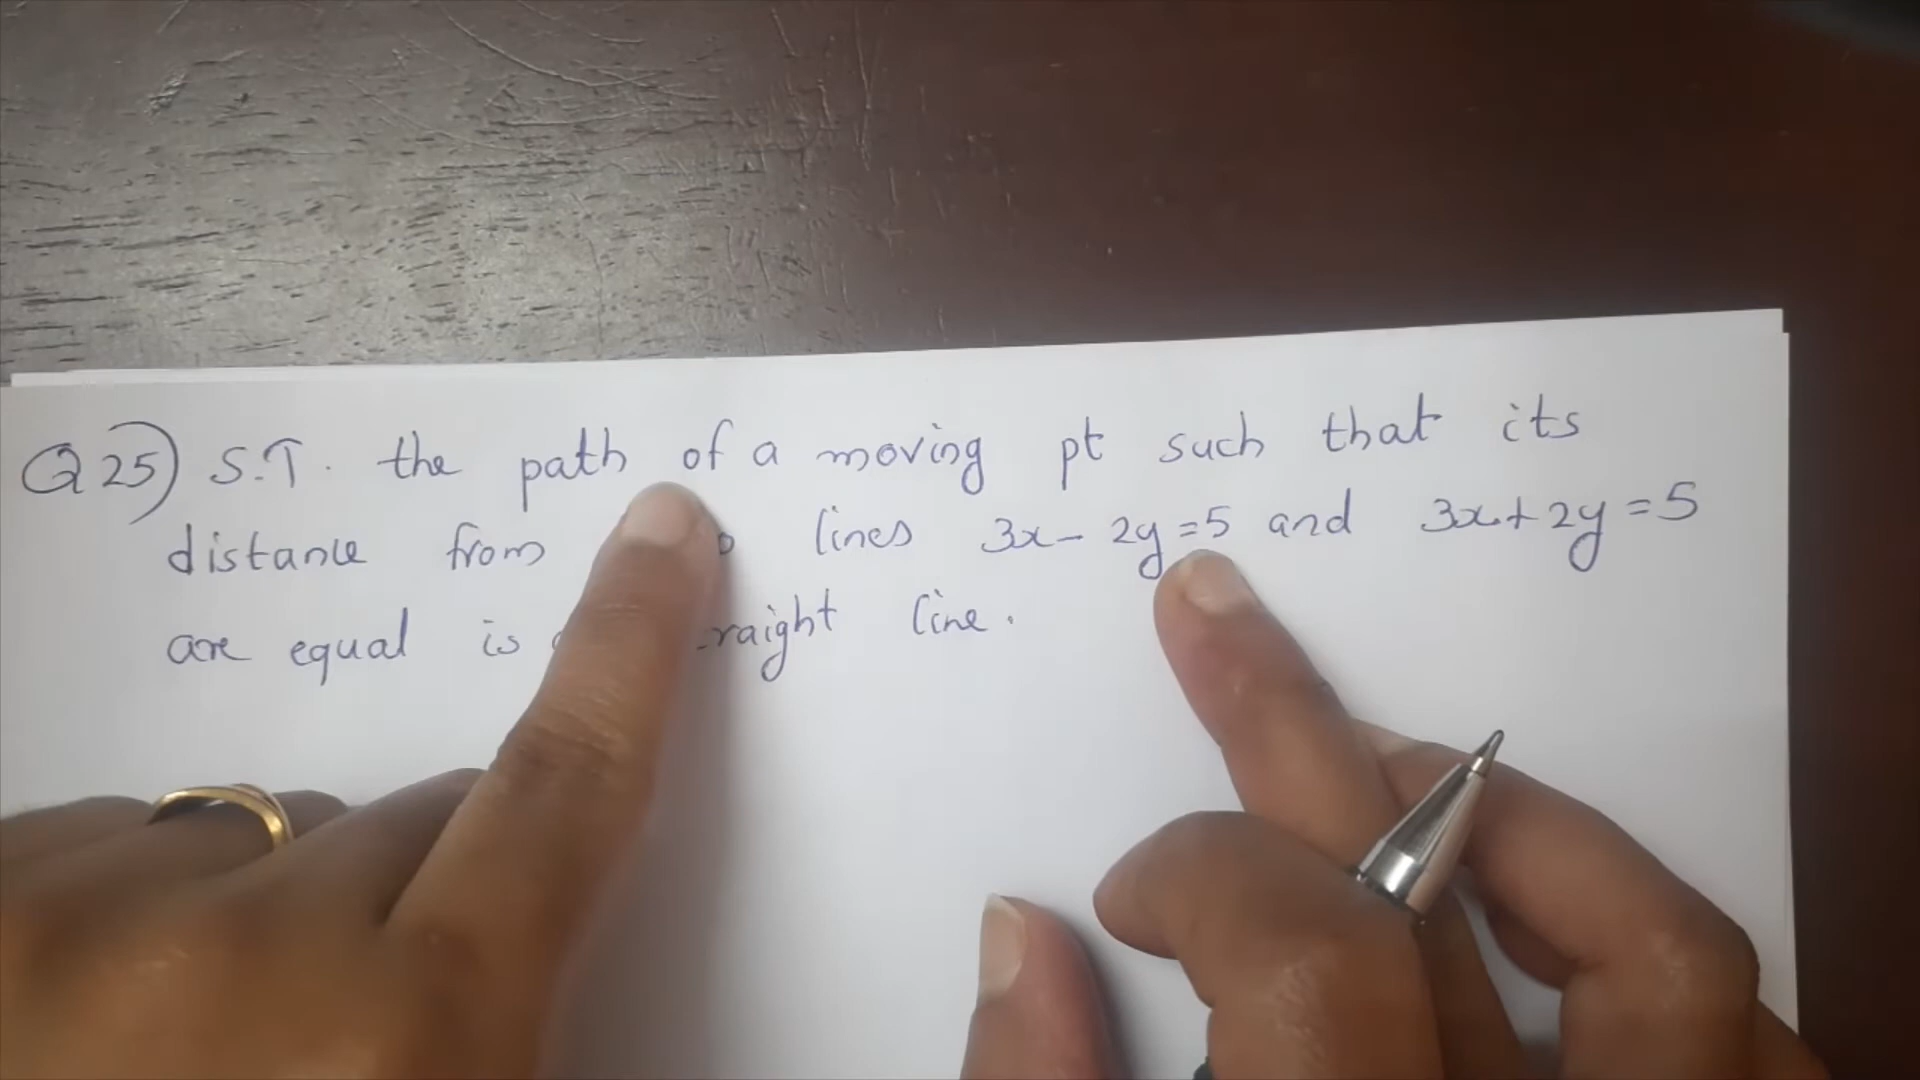 Q25) S.T. the path of a moving pt such that its
distance from lines 3x - 2y = 5 and 3x + 2y = 5
are equal is line.